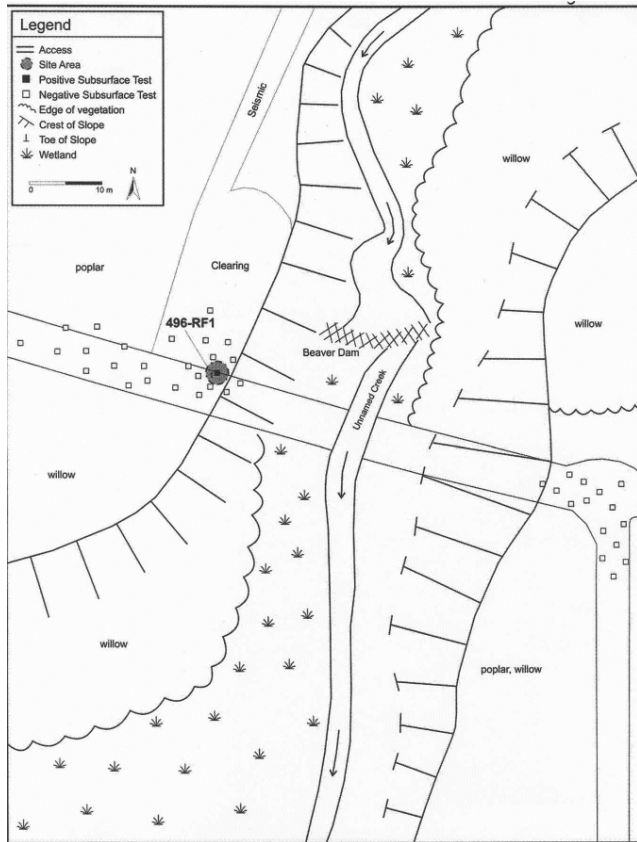 Legend
Access
Site Area
Positive Subsurface Test
Negative Subsurface Test
Edge of vegetation
Crest of Slope
Toe of Slope
Wetland
N
0 10 m
Seismic
willow
poplar
Clearing
496-RF1
willow
Beaver Dam
Unnamed Creek
willow
willow
poplar, willow